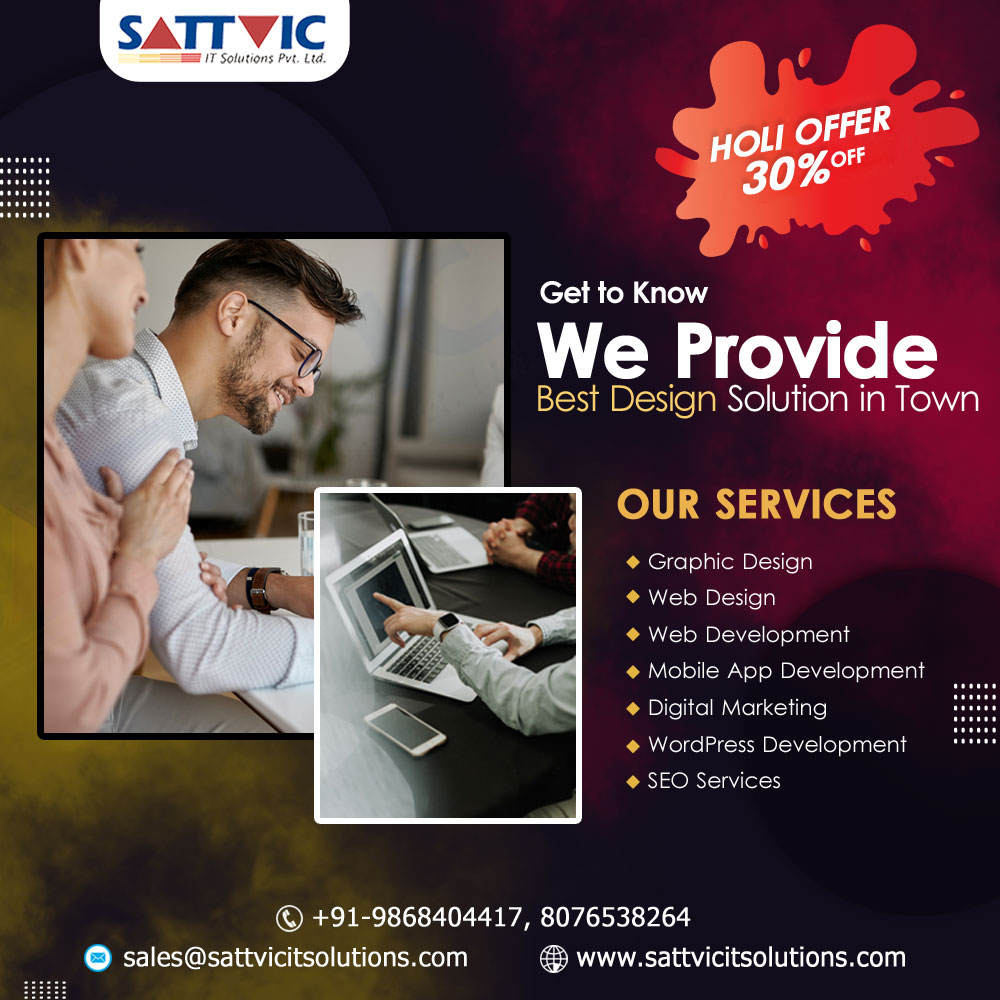 SATTVIC
IT Solutions Pvt. Ltd.
HOLI OFFER
30% OFF
Get to Know
We Provide
Best Design Solution in Town
OUR SERVICES
Graphic Design
Web Design
Web Development
Mobile App Development
Digital Marketing
WordPress Development
SEO Services
+91-9868404417, 8076538264
sales@sattvicitsolutions.com
www.sattvicitsolutions.com